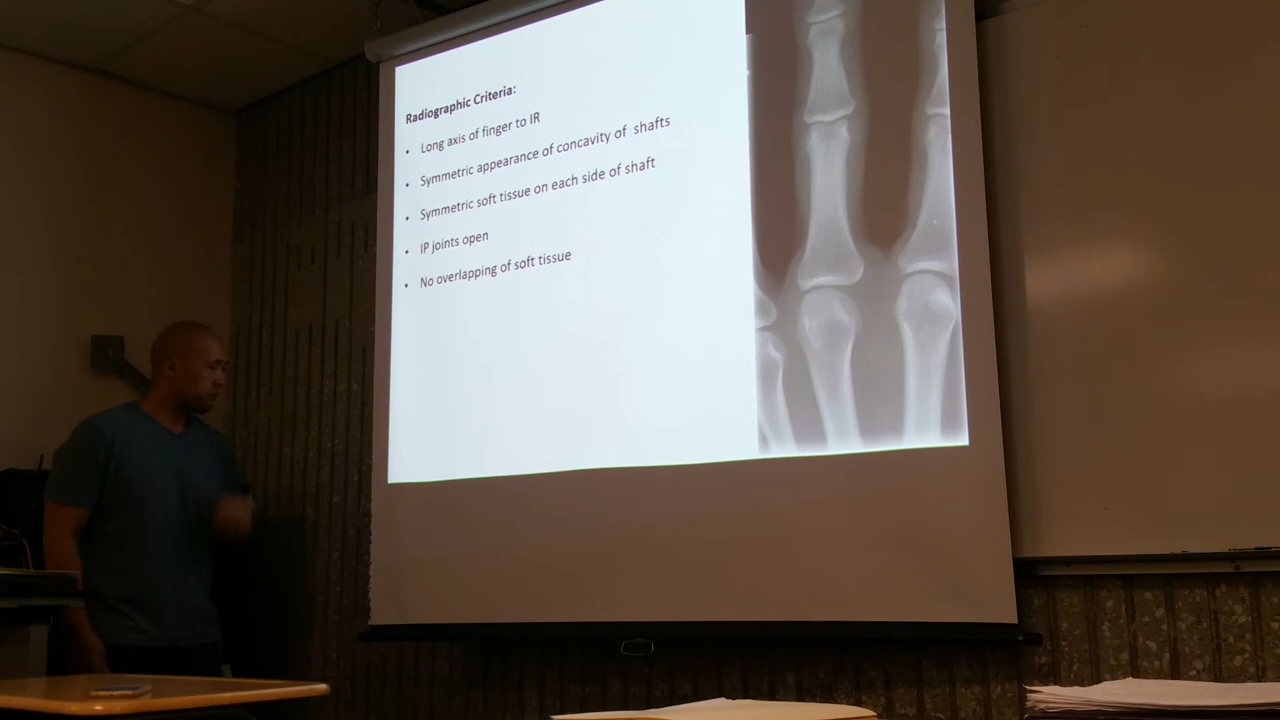 Radiographic Criteria:
• Long axis of finger to IR
• Symmetric appearance of concavity of shafts
• Symmetric soft tissue on each side of shaft
• IP joints open
• No overlapping of soft tissue